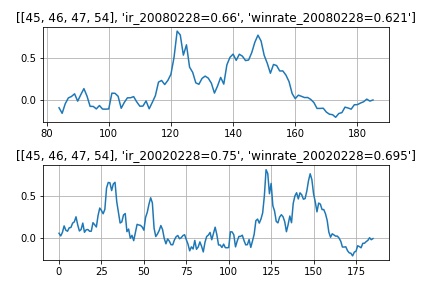 [[45, 46, 47, 54], 'ir_20080228=0.66', 'winrate_20080228=0.621']
0.5
0.0
80 100 120 140 160 180
[[45, 46, 47, 54], 'ir_20020228=0.75', 'winrate_20020228=0.695']
0.5
0.0
0 25 50 75 100 125 150 175